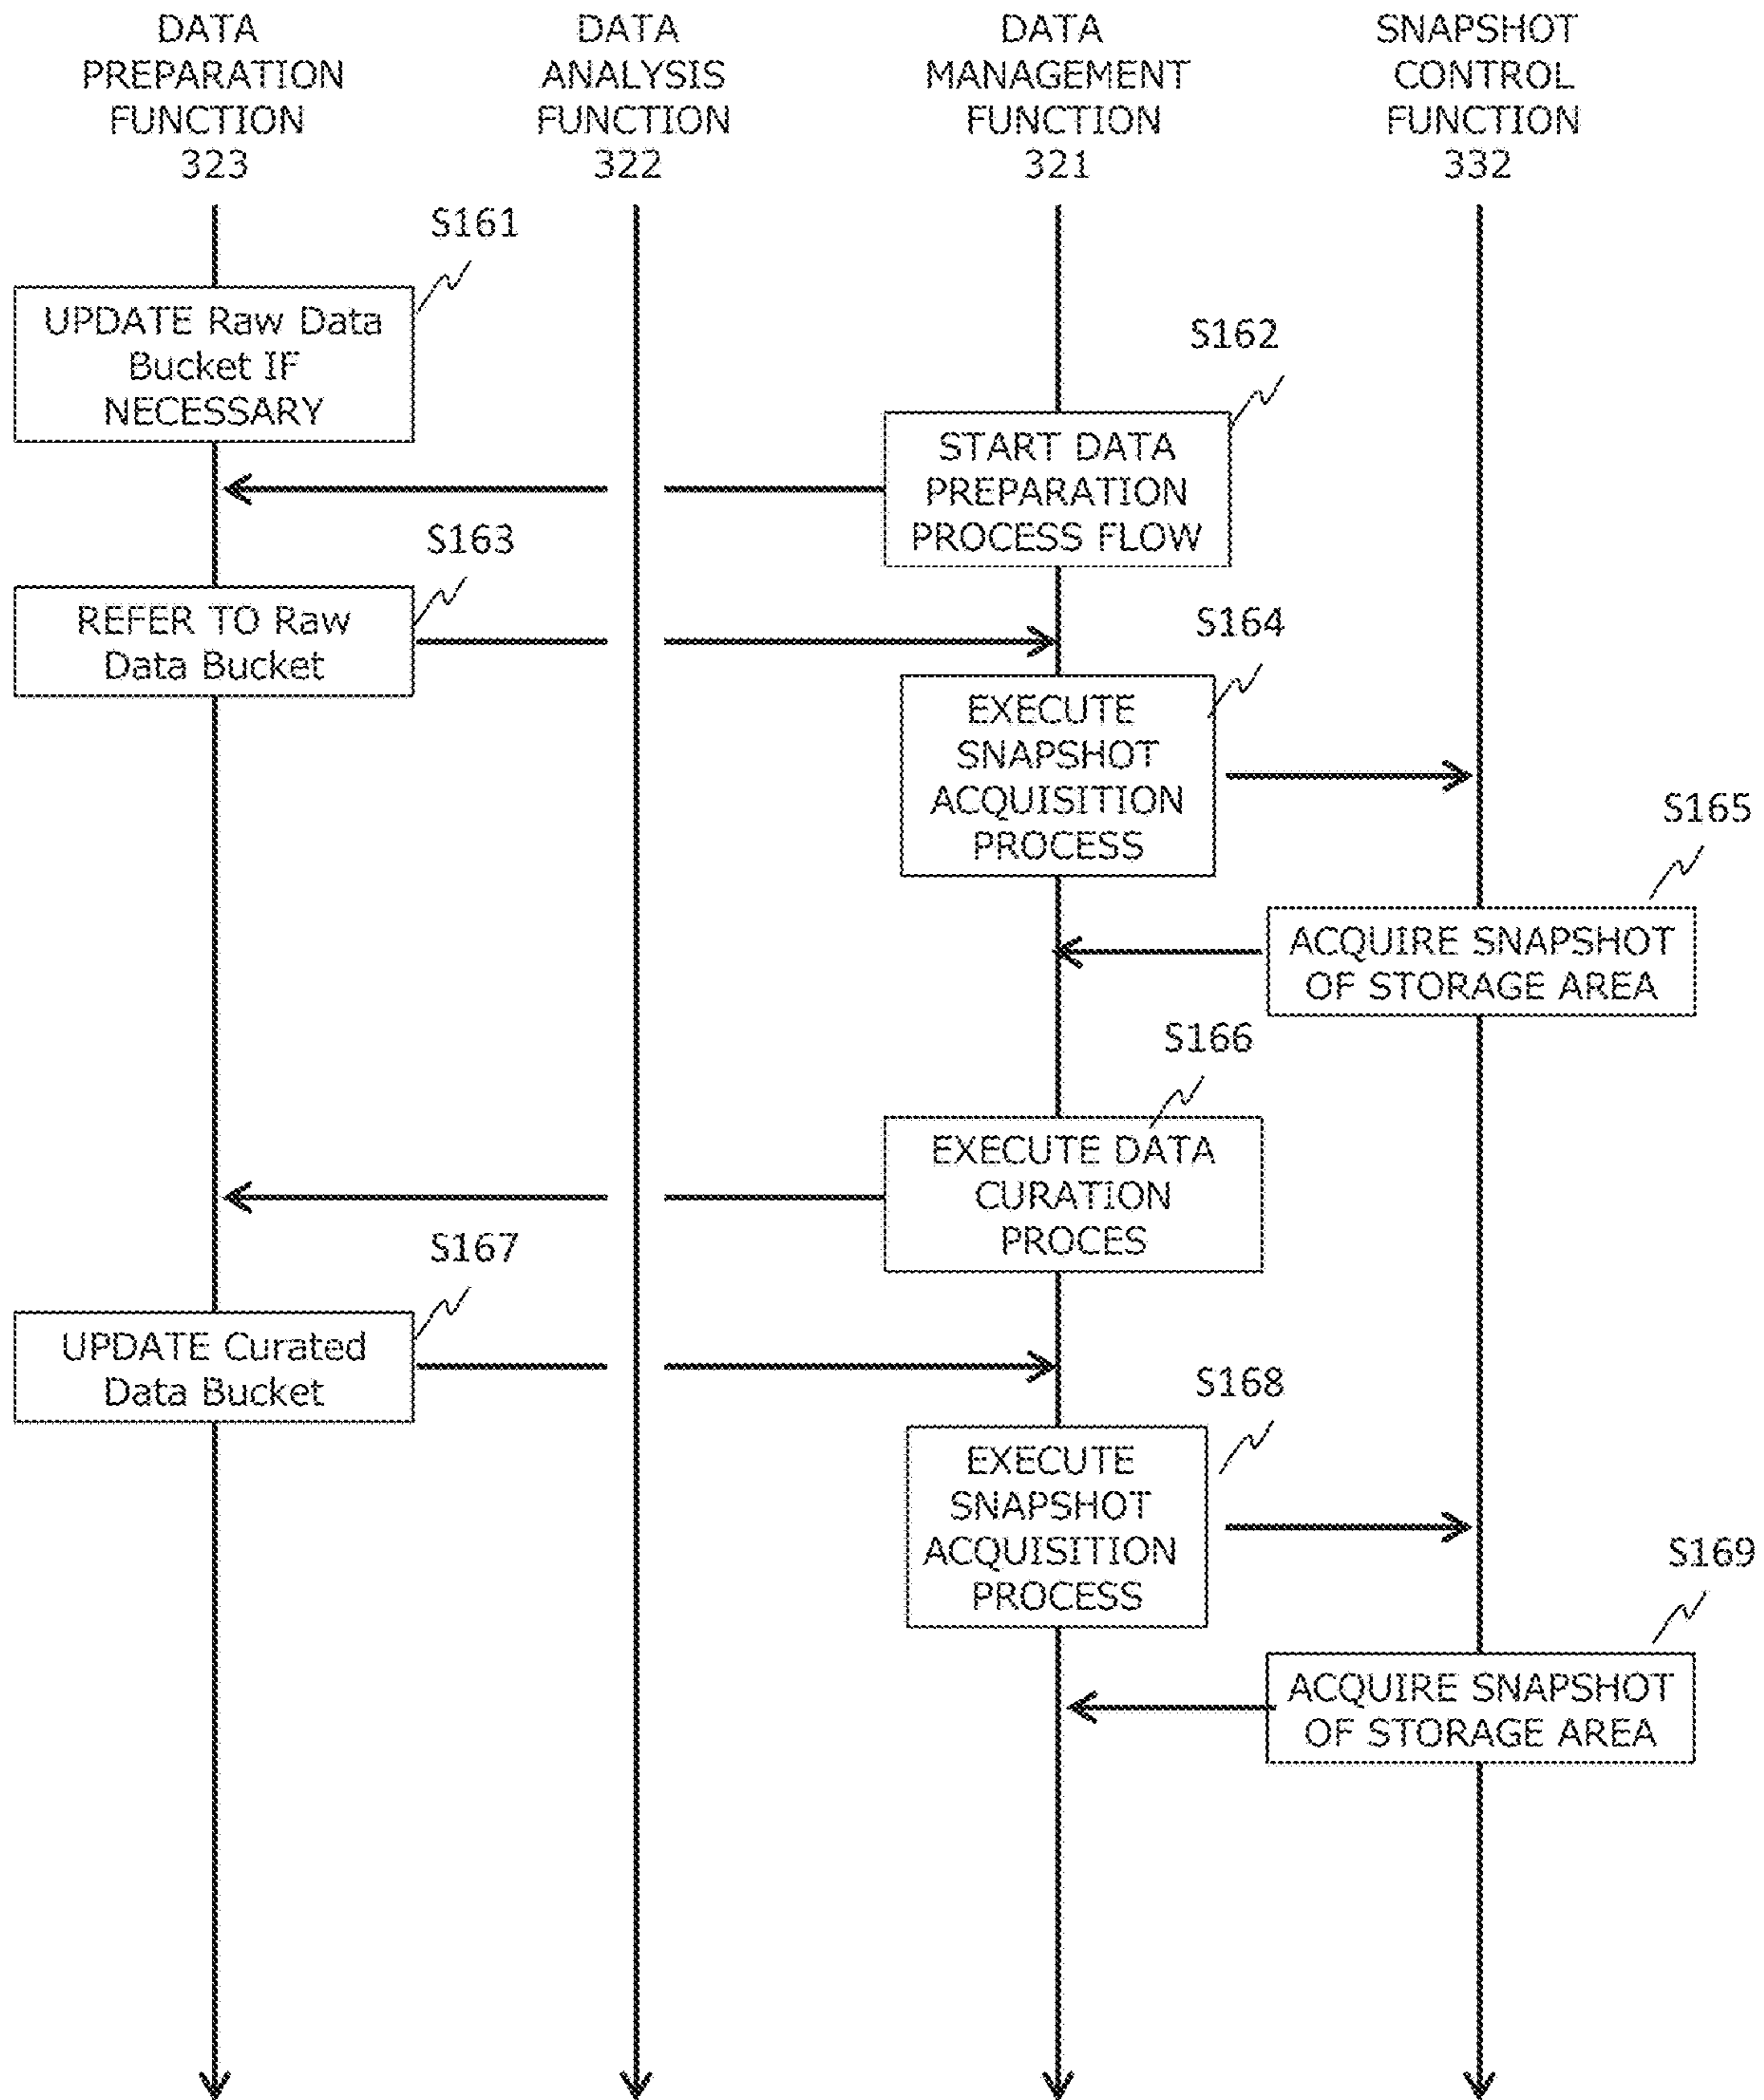 DATA
PREPARATION
FUNCTION
323
DATA
ANALYSIS
FUNCTION
322
DATA
MANAGEMENT
FUNCTION
321
SNAPSHOT
CONTROL
FUNCTION
332
S161
UPDATE Raw Data
Bucket IF
NECESSARY
S162
START DATA
PREPARATION
PROCESS FLOW
S163
REFER TO Raw
Data Bucket
S164
EXECUTE
SNAPSHOT
ACQUISITION
PROCESS
S165
ACQUIRE SNAPSHOT
OF STORAGE AREA
S166
EXECUTE DATA
CURATION
PROCES
S167
UPDATE Curated
Data Bucket
S168
EXECUTE
SNAPSHOT
ACQUISITION
PROCESS
S169
ACQUIRE SNAPSHOT
OF STORAGE AREA